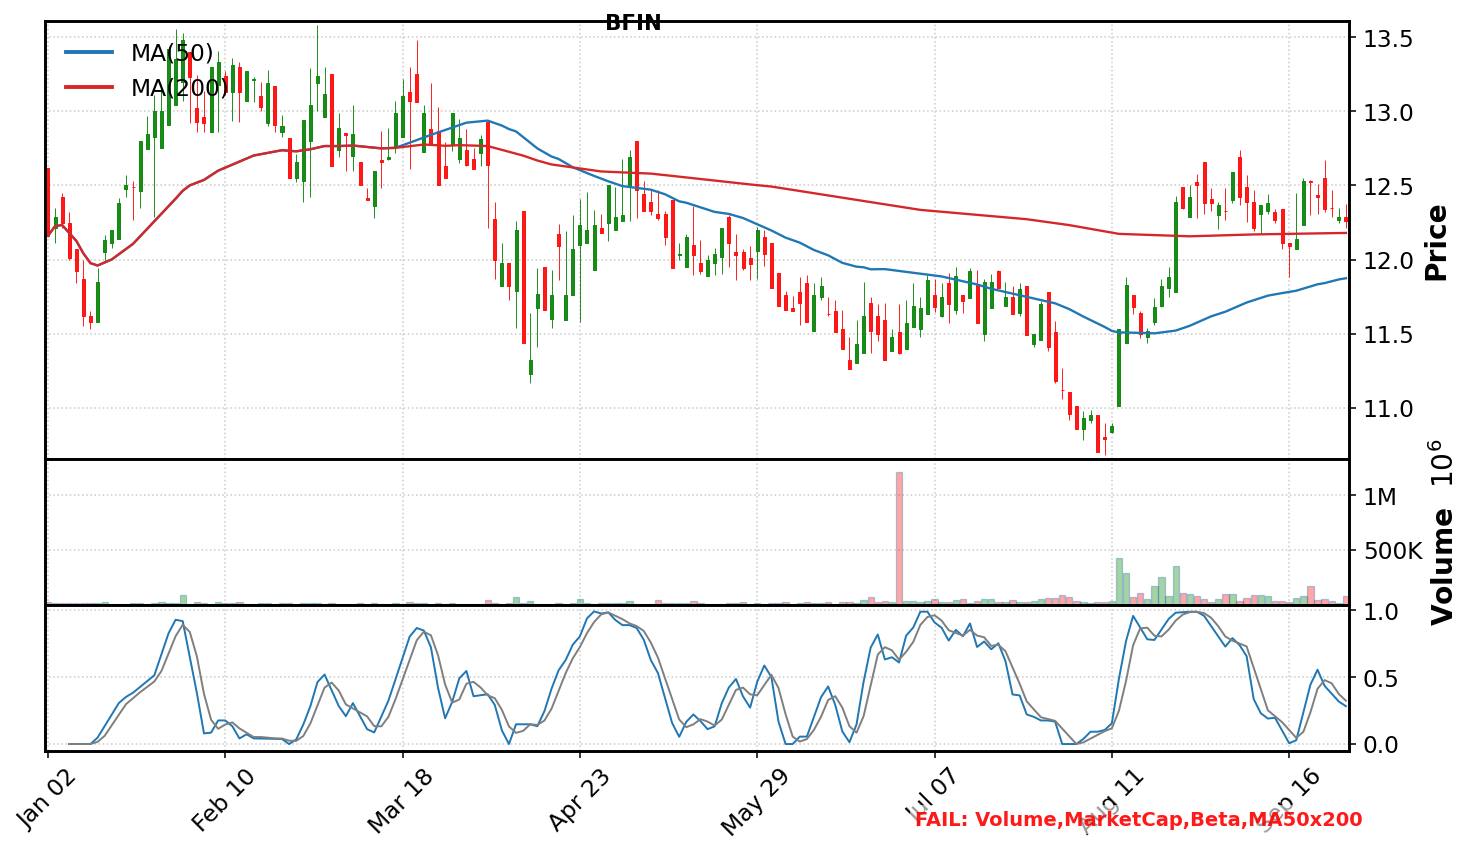 BFIN
MA(50)
MA(200)
13.5
13.0
12.5
12.0
11.5
11.0
Price
1M
500K
Volume 10⁶
1.0
0.5
0.0
Jan 02
Feb 10
Mar 18
Apr 23
May 29
Jul 07
Aug 11
Sep 16
FAIL: Volume,MarketCap,Beta,MA50x200